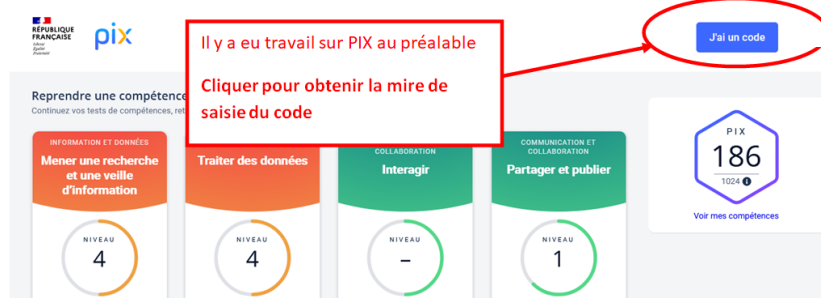 RÉPUBLIQUE
FRANÇAISE
Liberté
Égalité
Fraternité
pix
Il y a eu travail sur PIX au préalable
Cliquer pour obtenir la mire de
saisie du code
J'ai un code
Reprendre une compétence
Continuez vos tests de compétences, ret
INFORMATION ET DONNÉES
Mener une recherche
et une veille
d'information
NIVEAU
4
Traiter des données
NIVEAU
4
COLLABORATION
Interagir
NIVEAU
–
COMMUNICATION ET
COLLABORATION
Partager et publier
NIVEAU
1
PIX
186
1024
Voir mes compétences